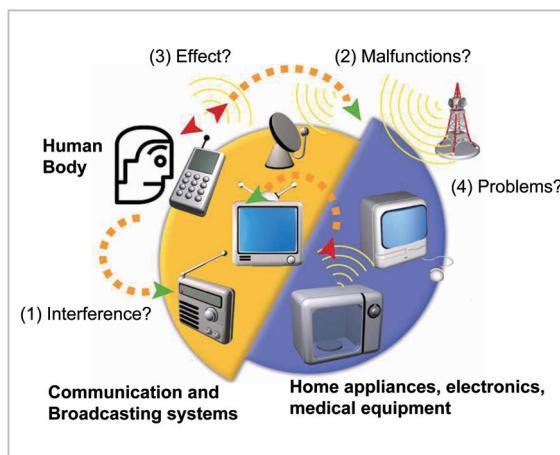 (3) Effect?
(2) Malfunctions?
Human
Body
(4) Problems?
(1) Interference?
Communication and
Broadcasting systems
Home appliances, electronics,
medical equipment